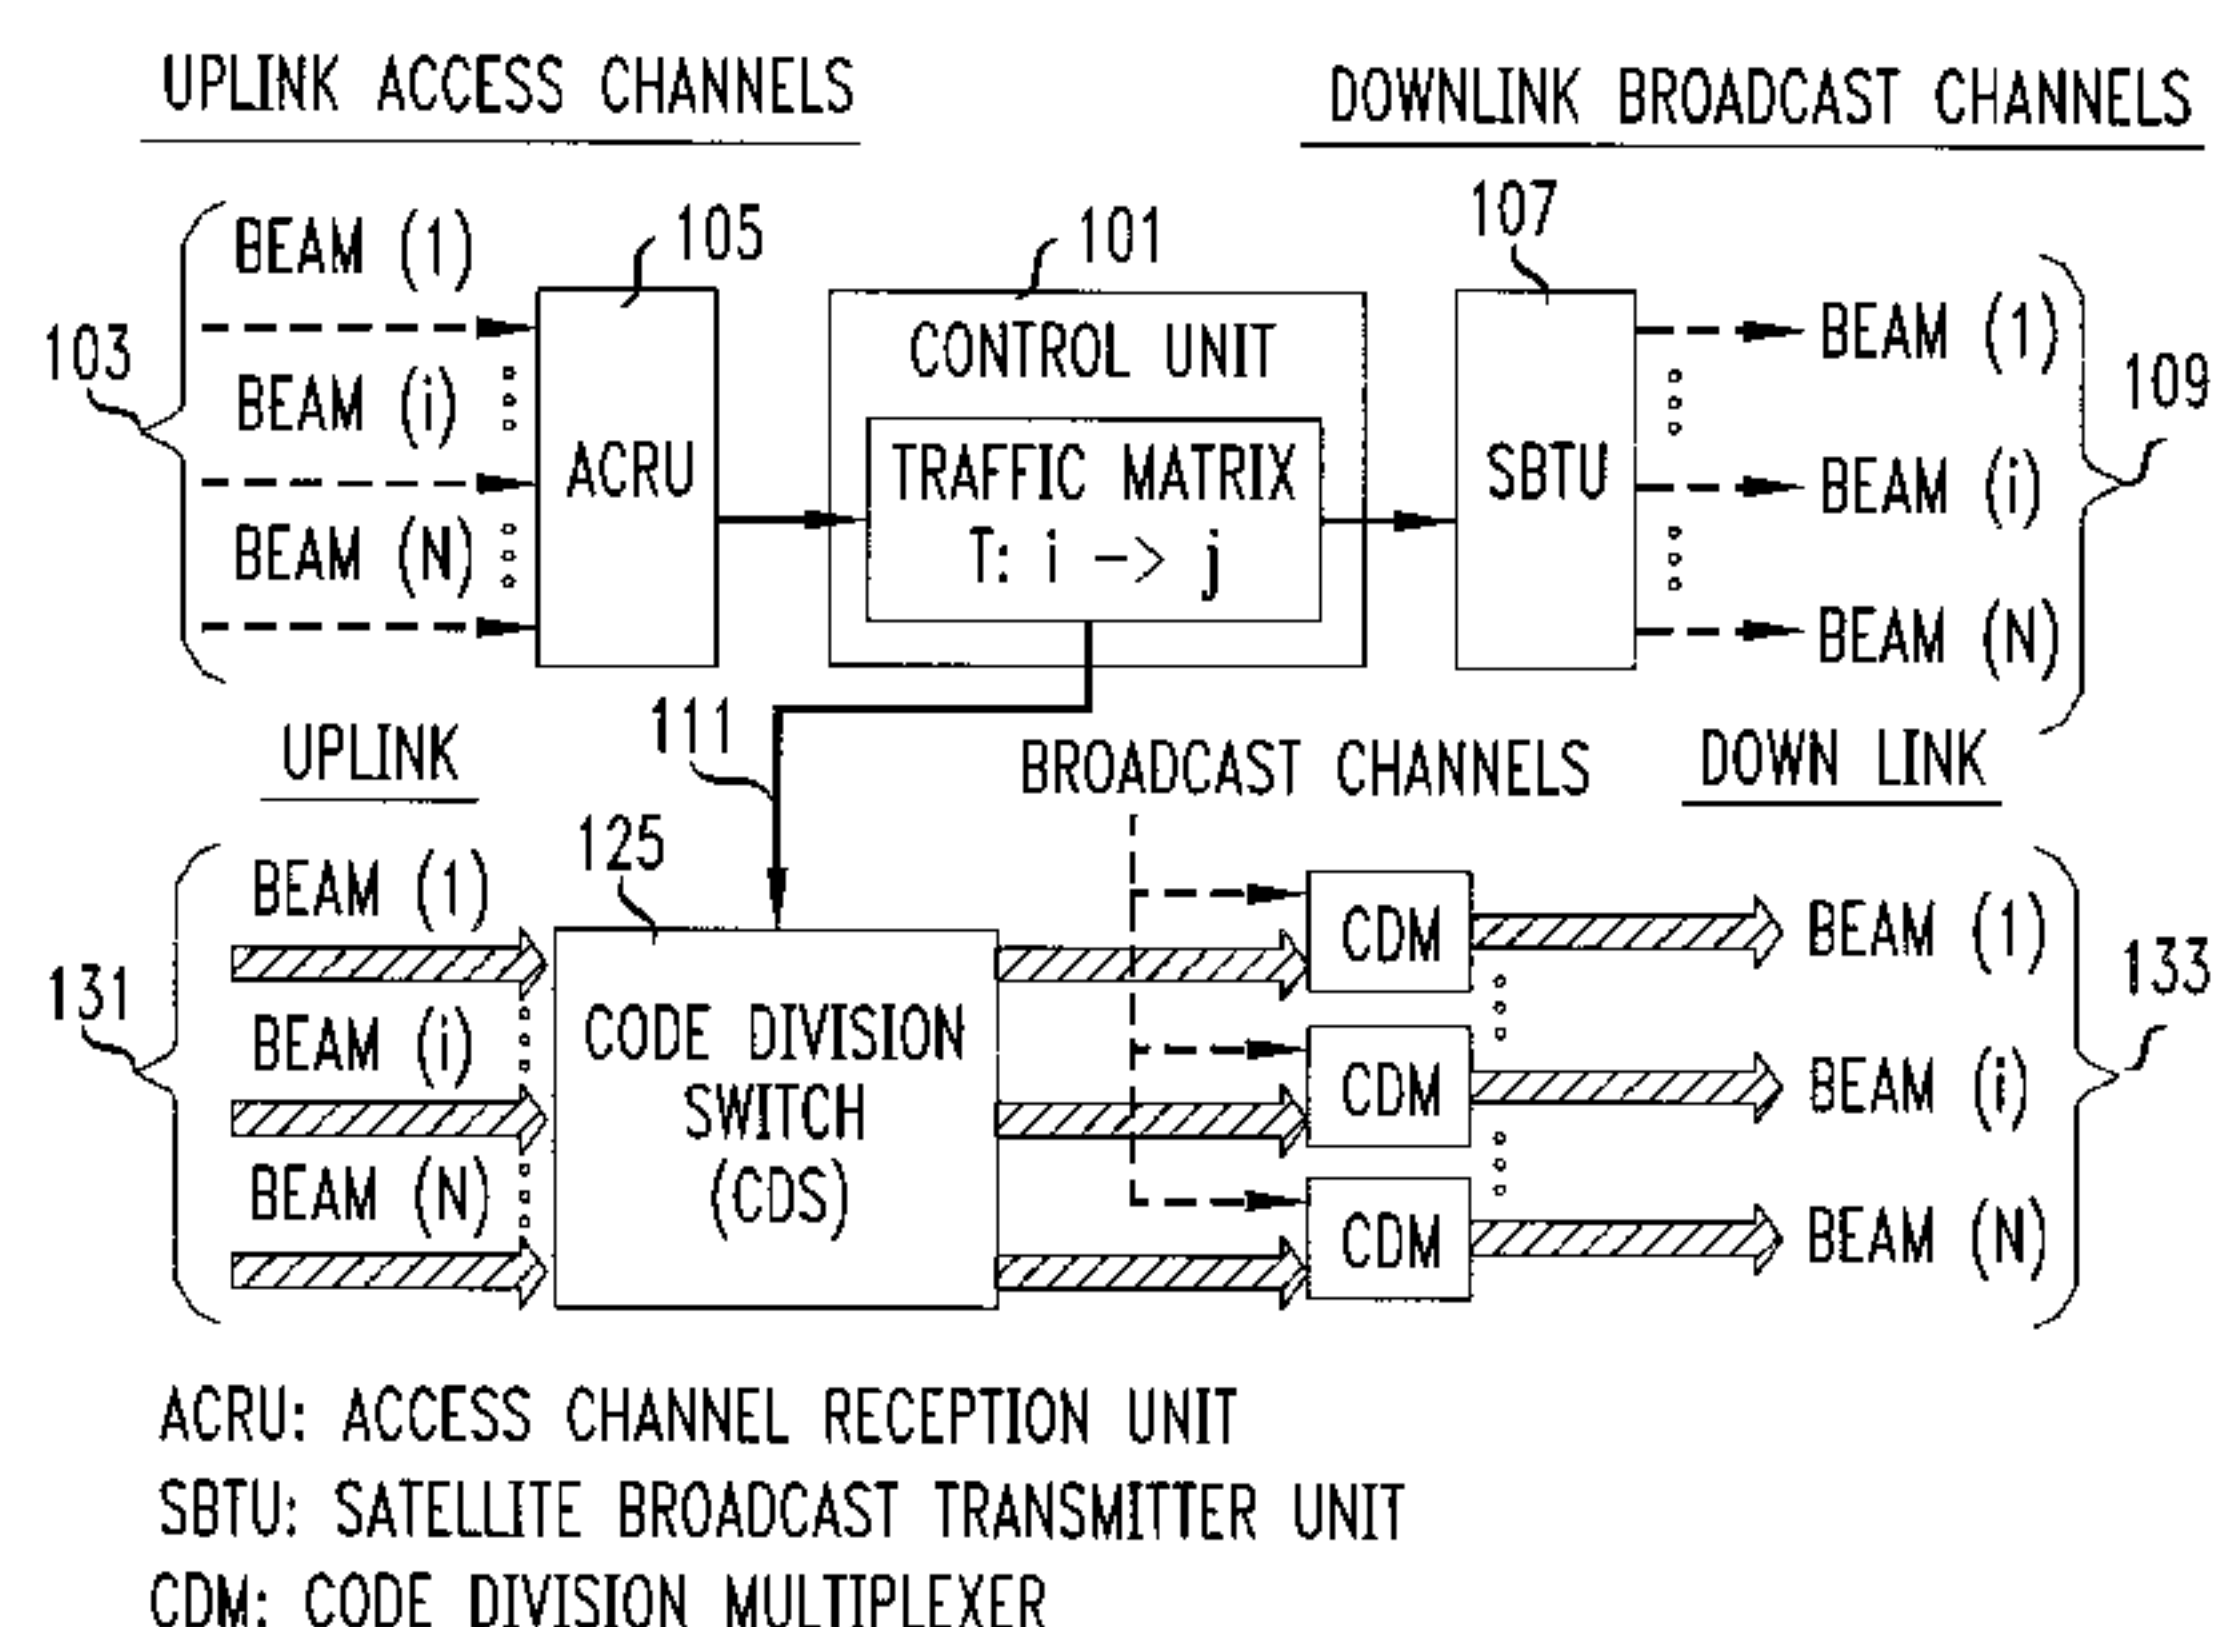 UPLINK ACCESS CHANNELS
DOWNLINK BROADCAST CHANNELS
103
BEAM (1)
BEAM (i)
BEAM (N)
105
ACRU
101
CONTROL UNIT
TRAFFIC MATRIX
T: i -> j
107
SBTU
BEAM (1)
BEAM (i)
BEAM (N)
109
UPLINK
111
BROADCAST CHANNELS
DOWN LINK
131
BEAM (1)
BEAM (i)
BEAM (N)
125
CODE DIVISION
SWITCH
(CDS)
CDM
CDM
CDM
BEAM (1)
BEAM (i)
BEAM (N)
133
ACRU: ACCESS CHANNEL RECEPTION UNIT
SBTU: SATELLITE BROADCAST TRANSMITTER UNIT
CDM: CODE DIVISION MULTIPLEXER